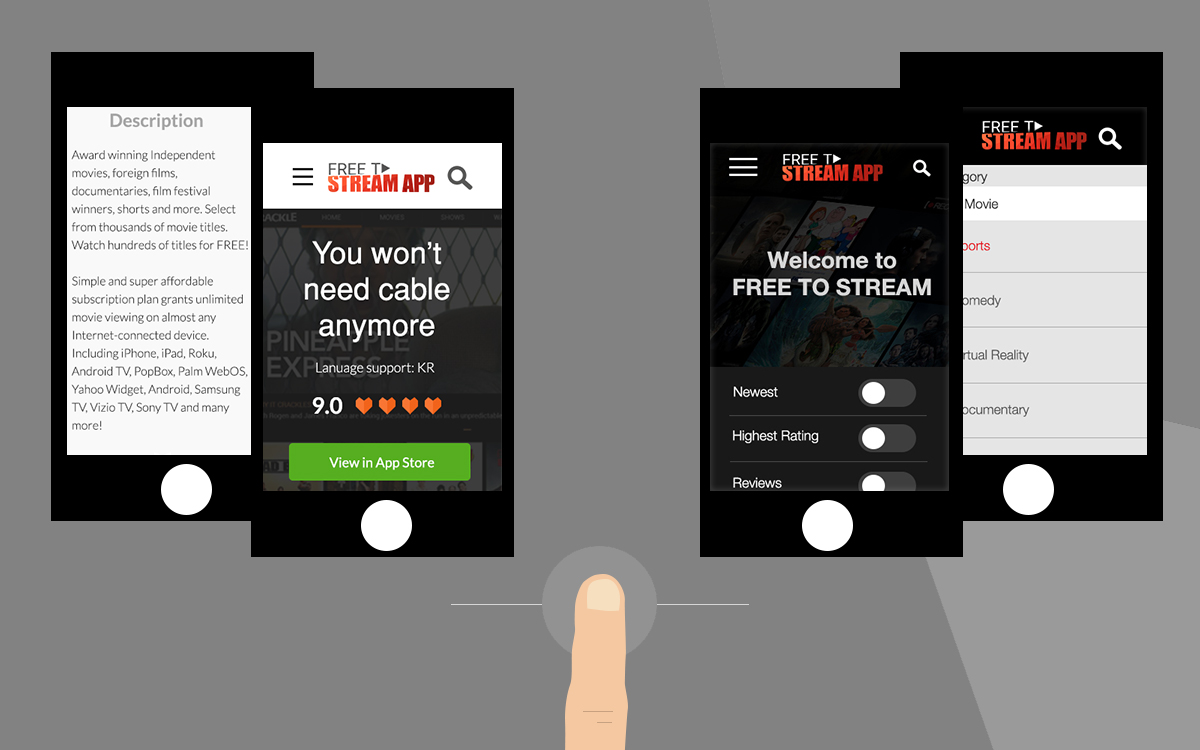 Description
Award winning Independent
movies, foreign films,
documentaries, film festival
winners, shorts and more. Select
from thousands of movie titles.
Watch hundreds of titles for FREE!
Simple and super affordable
subscription plan grants unlimited
movie viewing on almost any
Internet-connected device.
Including iPhone, iPad, Roku,
Android TV, PopBox, Palm WebOS,
Yahoo Widget, Android, Samsung
TV, Vizio TV, Sony TV and many
more!
FREE T
STREAM APP
RACKLE HOME MOVIES SHOWS WA
You won't
need cable
anymore
PINEAPPLE
EXPRESS
Lanuage support: KR
9.0
View in App Store
FREE T
STREAM APP
Welcome to
FREE TO STREAM
Newest
Highest Rating
Reviews
FREE T
STREAM APP
gory
Movie
ports
omedy
rtual Reality
ocumentary